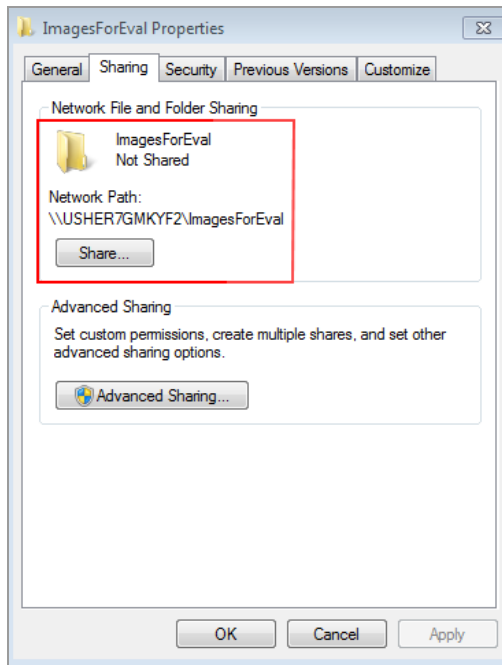 ImagesForEval Properties
General Sharing Security Previous Versions Customize
Network File and Folder Sharing
ImagesForEval
Not Shared
Network Path:
\\USHER7GMKYF2\ImagesForEval
Share...
Advanced Sharing
Set custom permissions, create multiple shares, and set other
advanced sharing options.
Advanced Sharing...
OK Cancel Apply